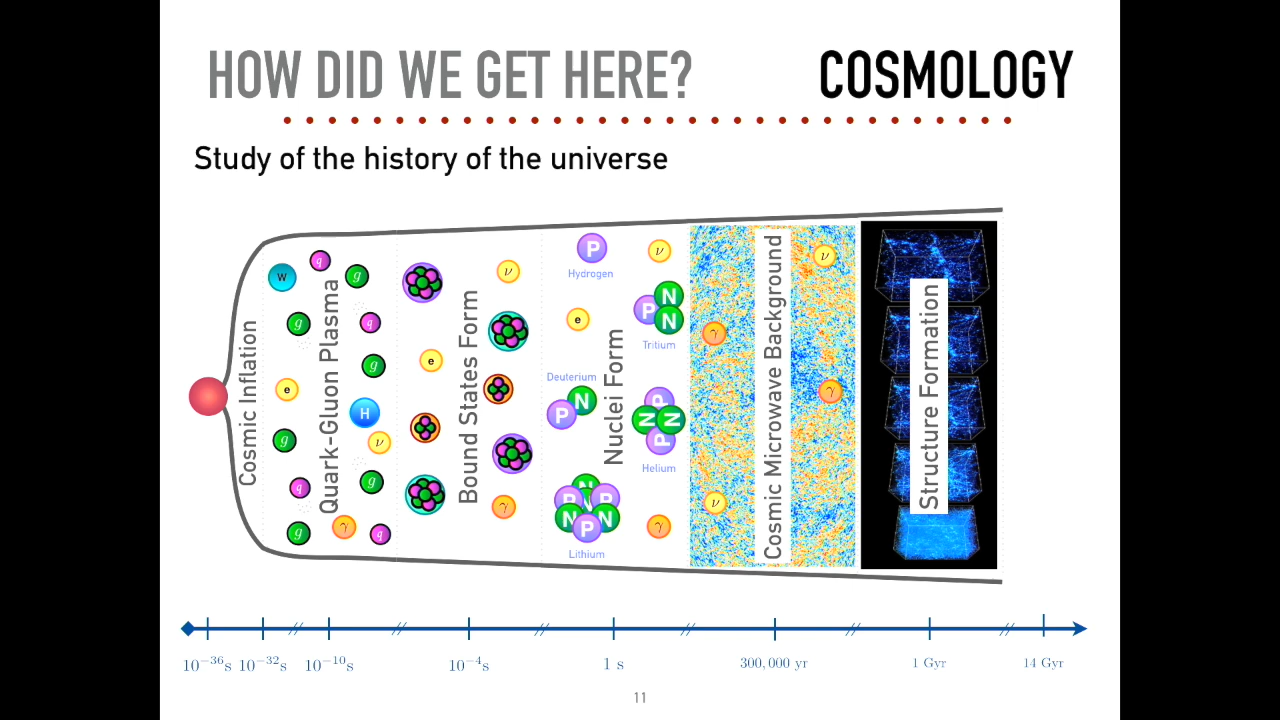 HOW DID WE GET HERE?
COSMOLOGY
Study of the history of the universe
Cosmic Inflation
W
q
g
g
q
e
g
H
g
ν
q
g
g
γ
q
Quark-Gluon Plasma
ν
e
γ
Bound States Form
P
Hydrogen
ν
e
N
P
N
Tritium
Deuterium
N
P
Nuclei Form
P
N
N
P
Helium
N
P
N
P
N
P
N
Lithium
γ
Cosmic Microwave Background
ν
γ
γ
ν
Structure Formation
10⁻³⁶s
10⁻³²s
10⁻¹⁰s
10⁻⁴s
1 s
300,000 yr
1 Gyr
14 Gyr
11